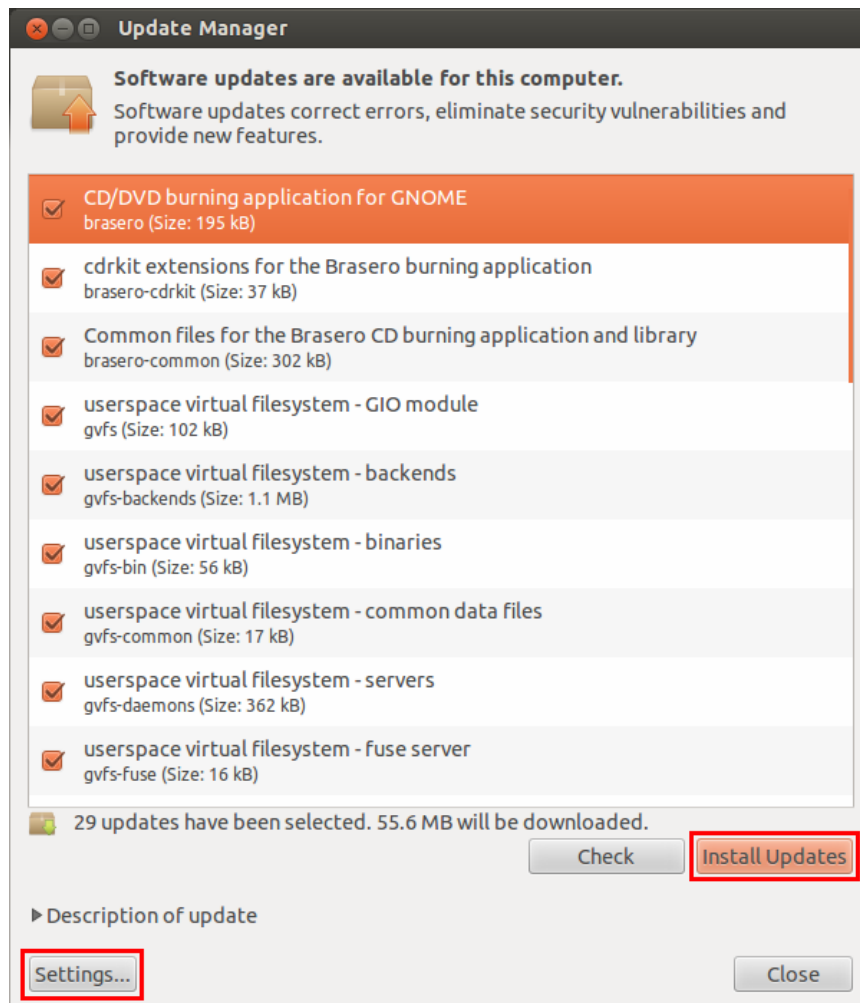 Update Manager
Software updates are available for this computer.
Software updates correct errors, eliminate security vulnerabilities and
provide new features.
CD/DVD burning application for GNOME
brasero (Size: 195 kB)
cdrkit extensions for the Brasero burning application
brasero-cdrkit (Size: 37 kB)
Common files for the Brasero CD burning application and library
brasero-common (Size: 302 kB)
userspace virtual filesystem - GIO module
gvfs (Size: 102 kB)
userspace virtual filesystem - backends
gvfs-backends (Size: 1.1 MB)
userspace virtual filesystem - binaries
gvfs-bin (Size: 56 kB)
userspace virtual filesystem - common data files
gvfs-common (Size: 17 kB)
userspace virtual filesystem - servers
gvfs-daemons (Size: 362 kB)
userspace virtual filesystem - fuse server
gvfs-fuse (Size: 16 kB)
29 updates have been selected. 55.6 MB will be downloaded.
Check Install Updates
Description of update
Settings... Close